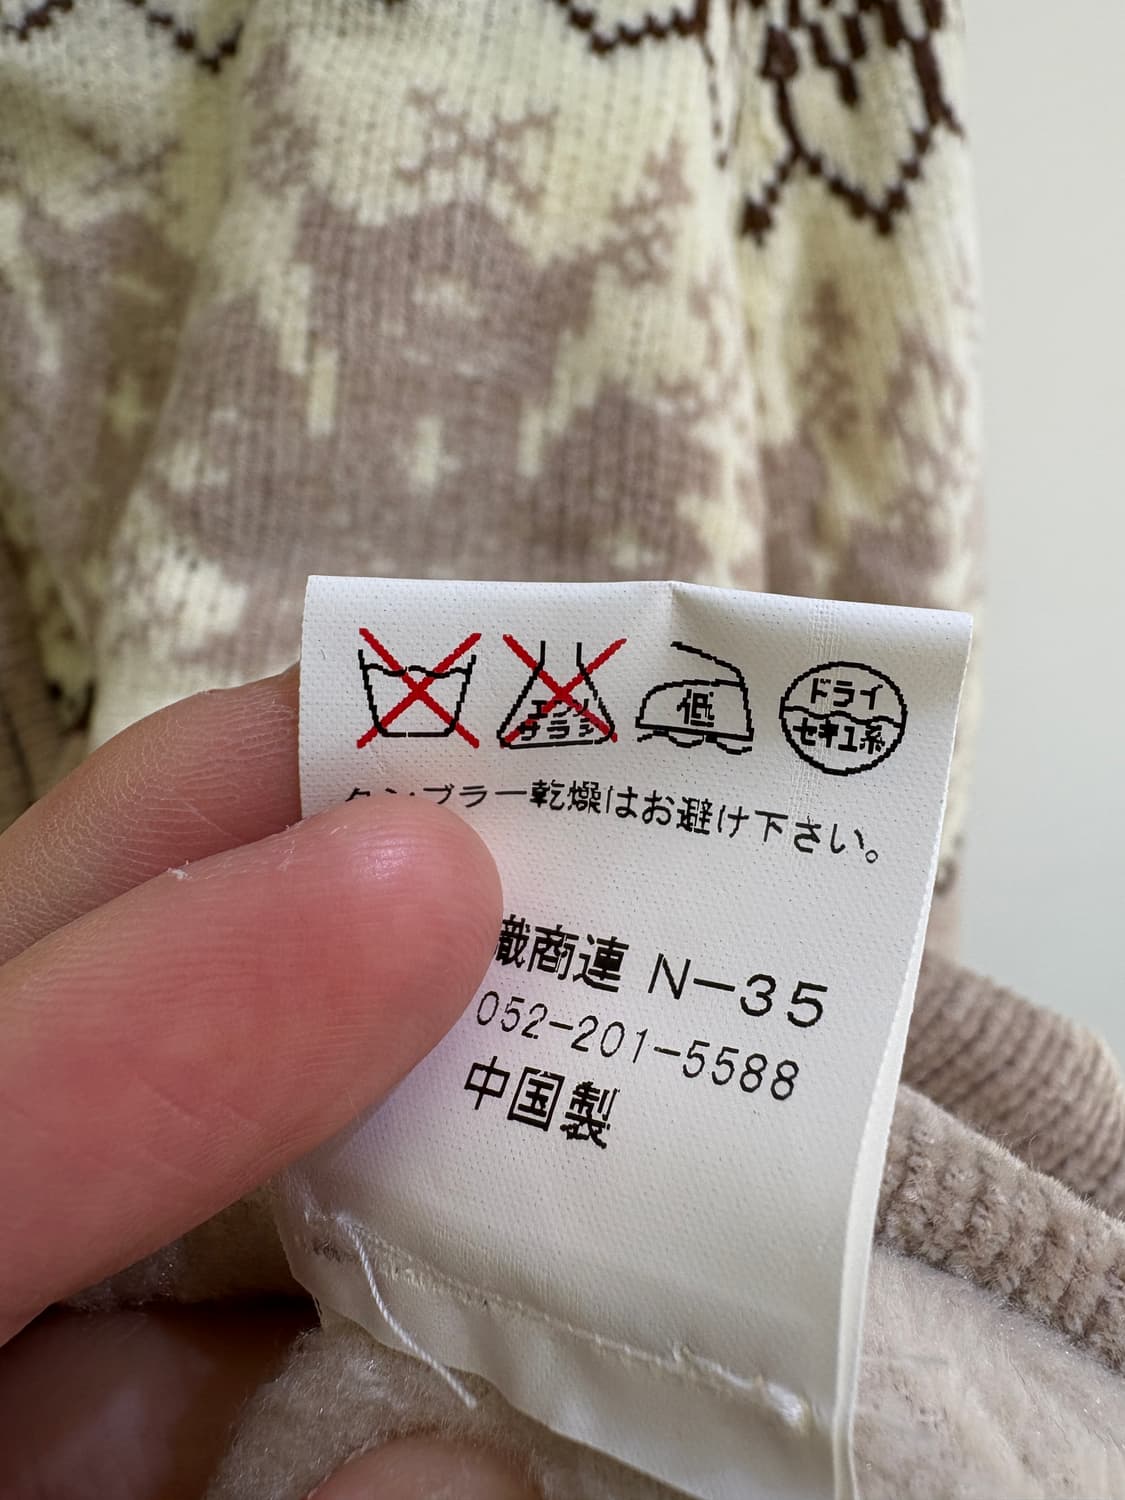 エンソ サラシ 低 ドライ セキユ系
タンブラー乾燥はお避け下さい。
織商連 N-35
052-201-5588
中国製